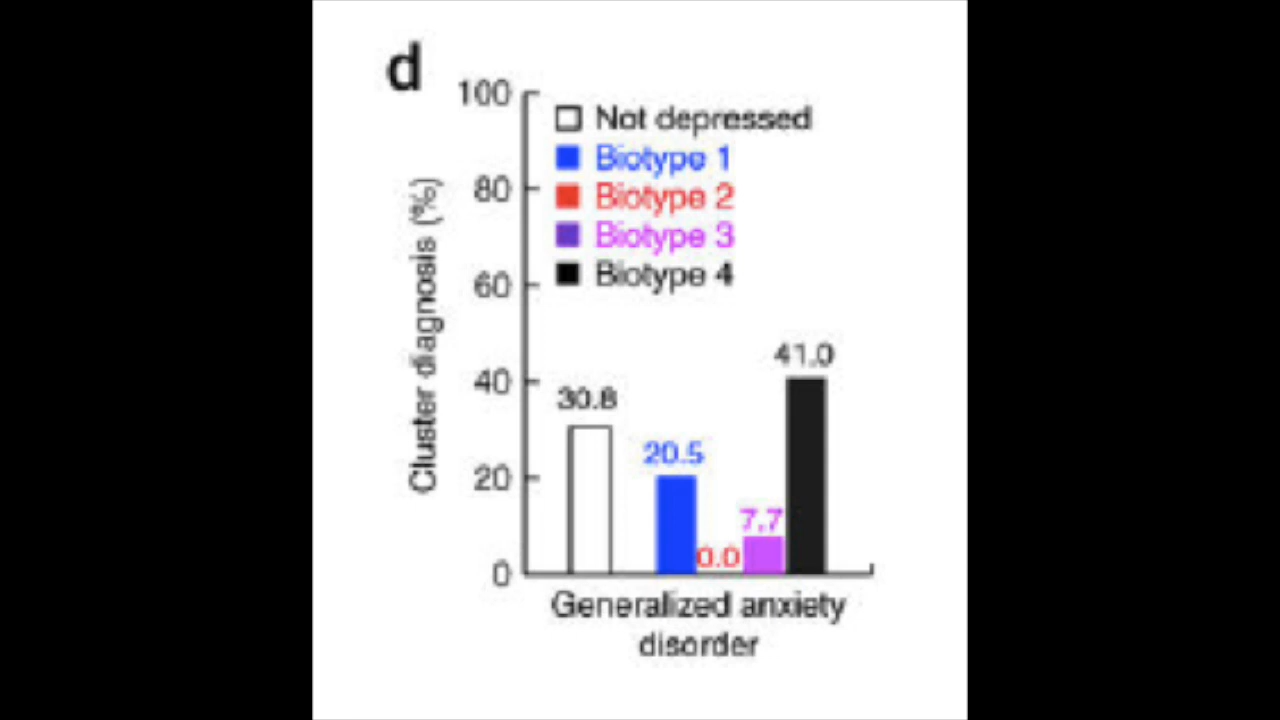 d
100
80
60
40
20
0
Cluster diagnosis (%)
Not depressed
Biotype 1
Biotype 2
Biotype 3
Biotype 4
30.8
20.5
0.0
7.7
41.0
Generalized anxiety
disorder